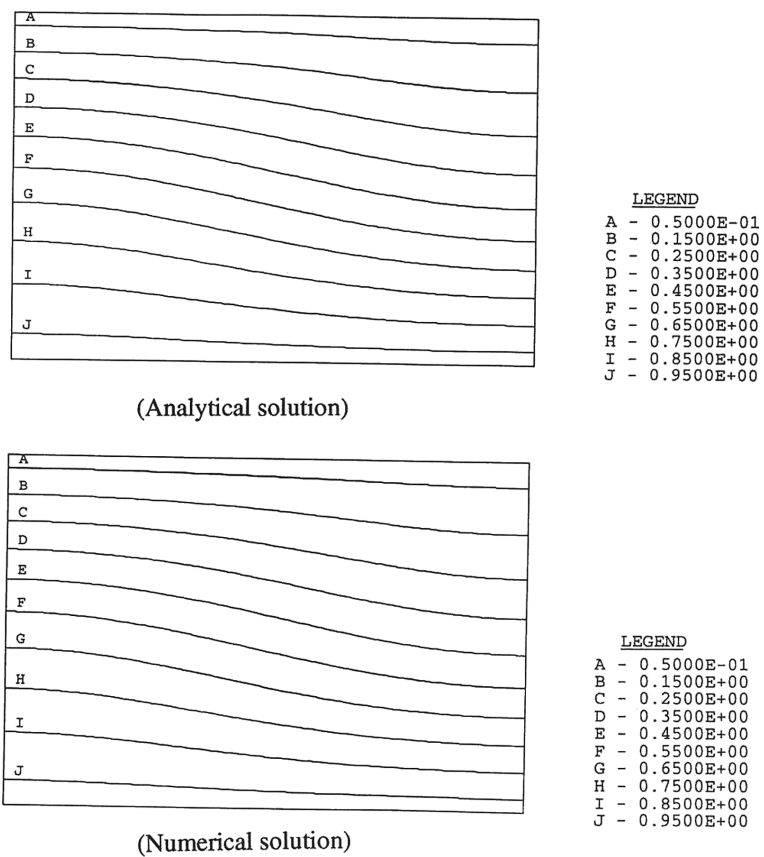 A
B
C
D
E
F
G
H
I
J
LEGEND
A - 0.5000E-01
B - 0.1500E+00
C - 0.2500E+00
D - 0.3500E+00
E - 0.4500E+00
F - 0.5500E+00
G - 0.6500E+00
H - 0.7500E+00
I - 0.8500E+00
J - 0.9500E+00
(Analytical solution)
A
B
C
D
E
F
G
H
I
J
LEGEND
A - 0.5000E-01
B - 0.1500E+00
C - 0.2500E+00
D - 0.3500E+00
E - 0.4500E+00
F - 0.5500E+00
G - 0.6500E+00
H - 0.7500E+00
I - 0.8500E+00
J - 0.9500E+00
(Numerical solution)